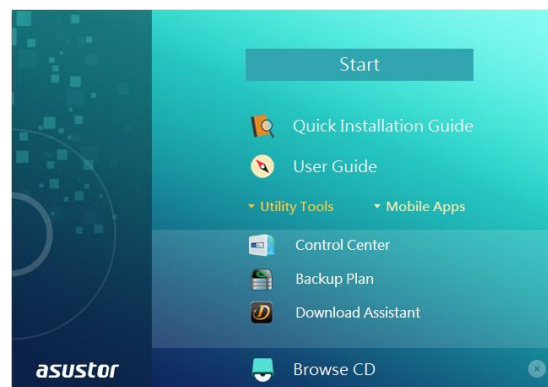 Start
Quick Installation Guide
User Guide
Utility Tools Mobile Apps
Control Center
Backup Plan
Download Assistant
asustor Browse CD